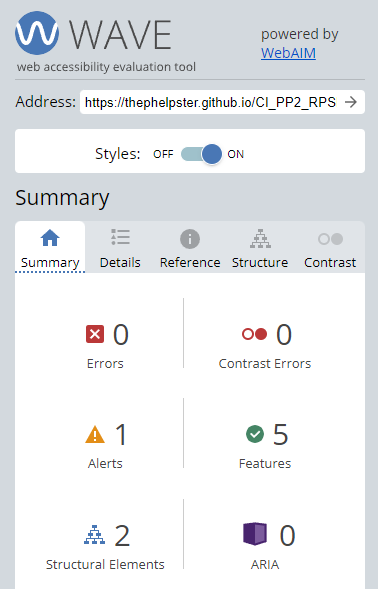 WAVE
web accessibility evaluation tool
powered by
WebAIM
Address: https://thephelpster.github.io/CI_PP2_RPS
Styles: OFF ON
Summary
Summary Details Reference Structure Contrast
0 0
Errors Contrast Errors
1 5
Alerts Features
2 0
Structural Elements ARIA